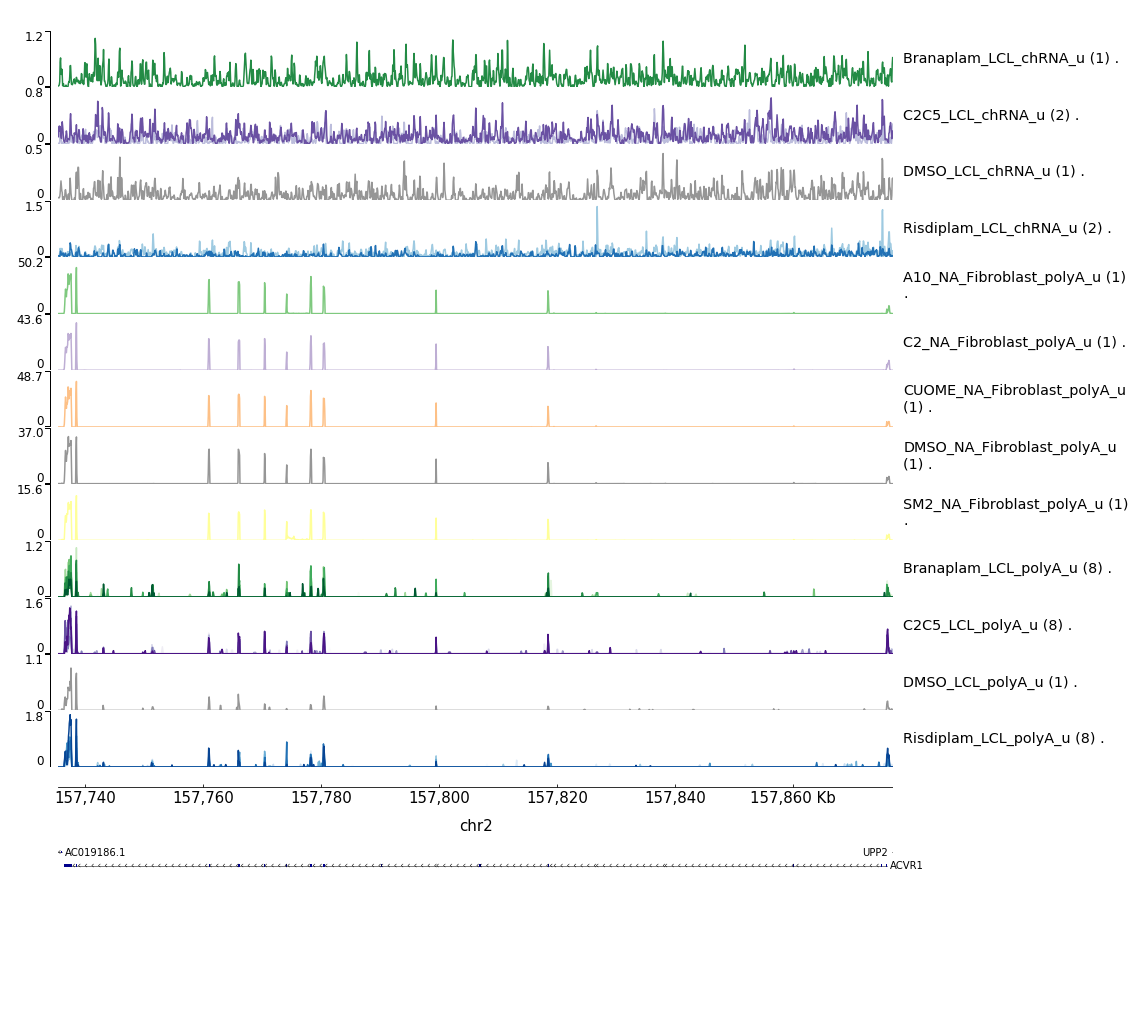 1.2
Branaplam_LCL_chRNA_u (1) .
0
0.8
C2C5_LCL_chRNA_u (2) .
0
0.5
DMSO_LCL_chRNA_u (1) .
0
1.5
Risdiplam_LCL_chRNA_u (2) .
0
50.2
A10_NA_Fibroblast_polyA_u (1)
.
0
43.6
C2_NA_Fibroblast_polyA_u (1) .
0
48.7
CUOME_NA_Fibroblast_polyA_u
(1) .
0
37.0
DMSO_NA_Fibroblast_polyA_u
(1) .
0
15.6
SM2_NA_Fibroblast_polyA_u (1)
.
0
1.2
Branaplam_LCL_polyA_u (8) .
0
1.6
C2C5_LCL_polyA_u (8) .
0
1.1
DMSO_LCL_polyA_u (1) .
0
1.8
Risdiplam_LCL_polyA_u (8) .
0
157,740 157,760 157,780 157,800 157,820 157,840 157,860 Kb
chr2
AC019186.1 UPP2
ACVR1